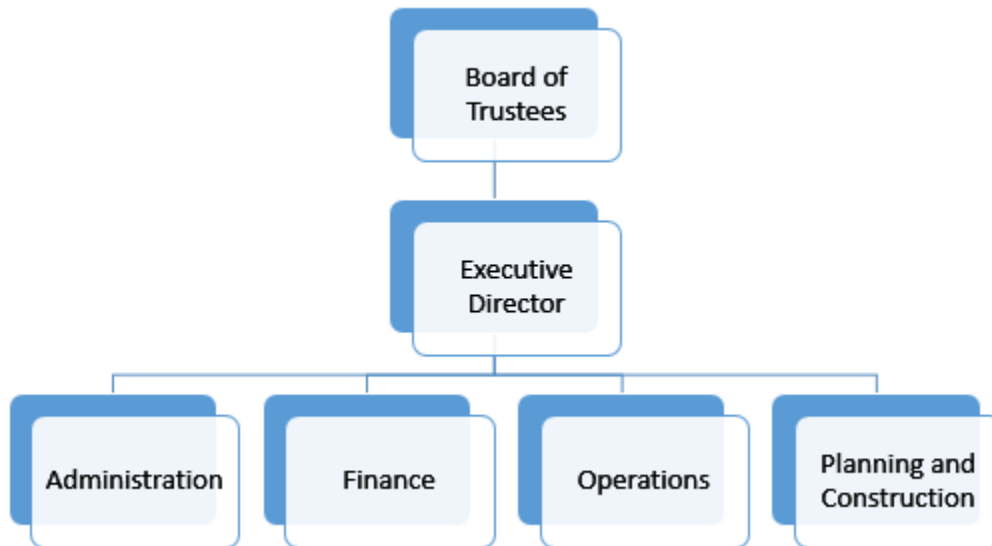 Board of
Trustees
Executive
Director
Administration
Finance
Operations
Planning and
Construction